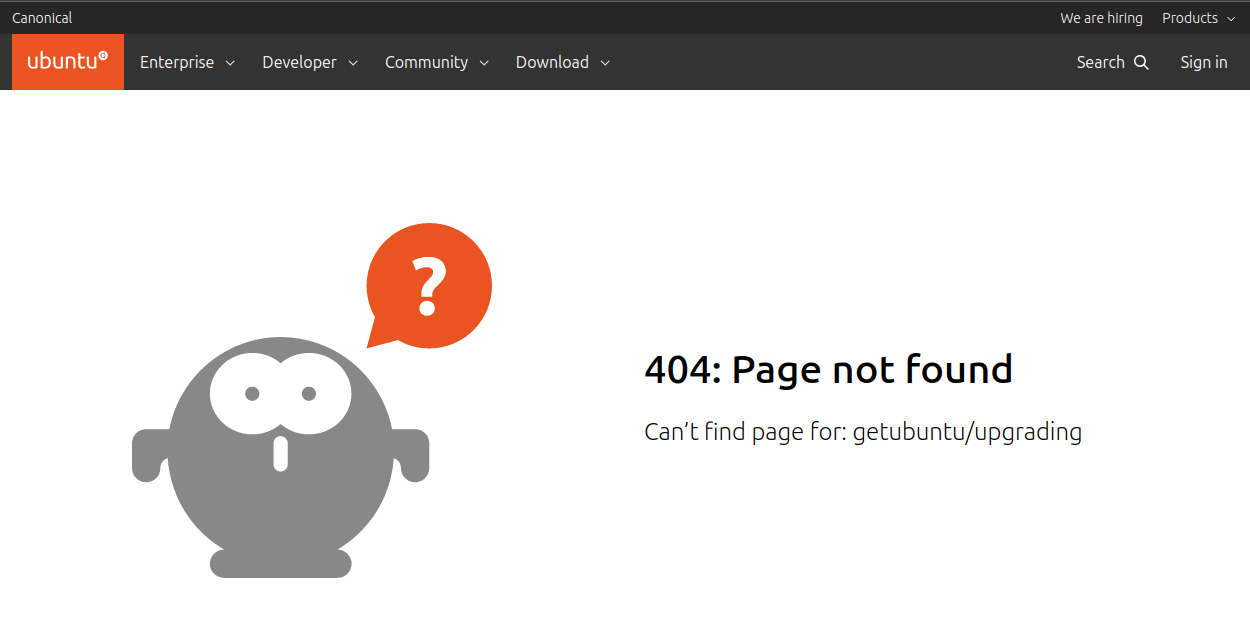 Canonical We are hiring Products
ubuntu Enterprise Developer Community Download Search Sign in
?
404: Page not found
Can’t find page for: getubuntu/upgrading